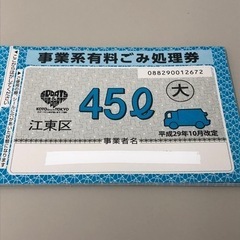 事業系有料ごみ処理券
088290012672
45ℓ
大
江東区
平成29年10月改定
事業者名